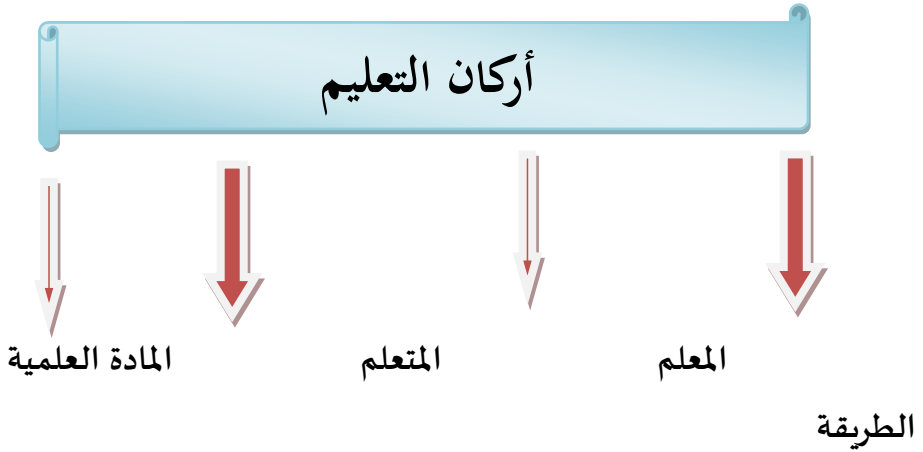 أركان التعليم
المعلم المتعلم المادة العلمية
الطريقة